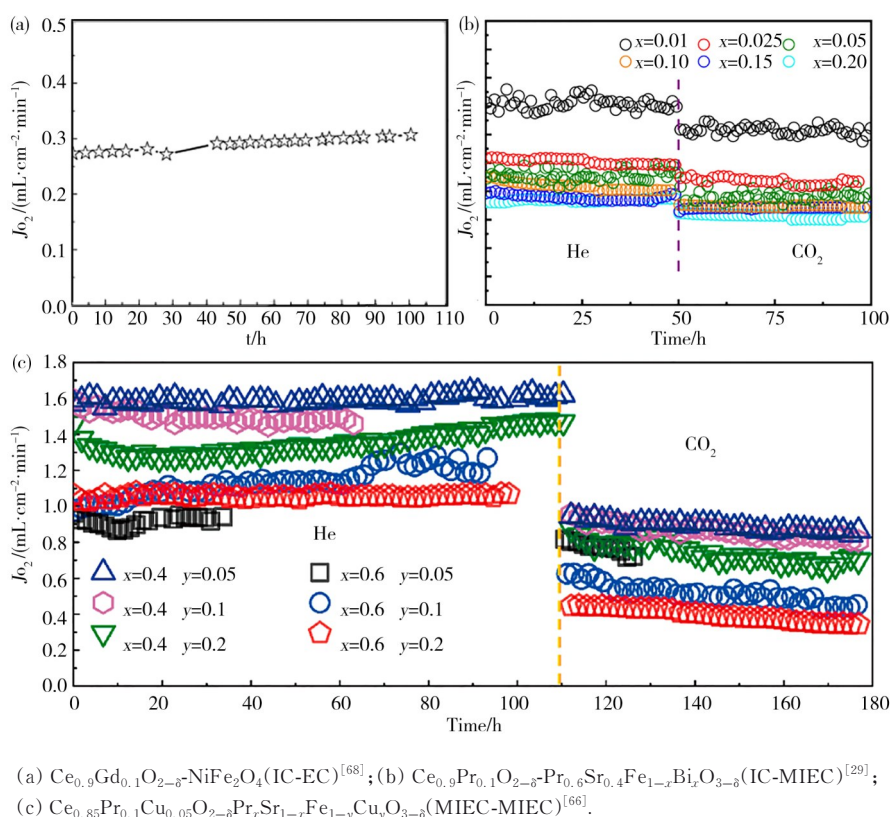 (a)
0.5
0.4
0.3
0.2
0.1
0.0
Jo₂/(mL·cm⁻²·min⁻¹)
0 10 20 30 40 50 60 70 80 90 100 110
t/h
(b)
x=0.01 x=0.025 x=0.05
x=0.10 x=0.15 x=0.20
Jo₂/(mL·cm⁻²·min⁻¹)
He
CO₂
0 25 50 75 100
Time/h
(c)
1.8
1.6
1.4
1.2
1.0
0.8
0.6
0.4
0.2
0.0
Jo₂/(mL·cm⁻²·min⁻¹)
CO₂
He
x=0.4 y=0.05 x=0.6 y=0.05
x=0.4 y=0.1 x=0.6 y=0.1
x=0.4 y=0.2 x=0.6 y=0.2
0 20 40 60 80 100 120 140 160 180
Time/h
(a) Ce₀.₉Gd₀.₁O₂₋δ-NiFe₂O₄(IC-EC)[68]；(b) Ce₀.₉Pr₀.₁O₂₋δ-Pr₀.₆Sr₀.₄Fe₁₋ₓBiₓO₃₋δ(IC-MIEC)[29]；
(c) Ce₀.₈₅Pr₀.₁Cu₀.₀₅O₂₋δPrₓSr₁₋ₓFe₁₋yCuyO₃₋δ(MIEC-MIEC)[66].